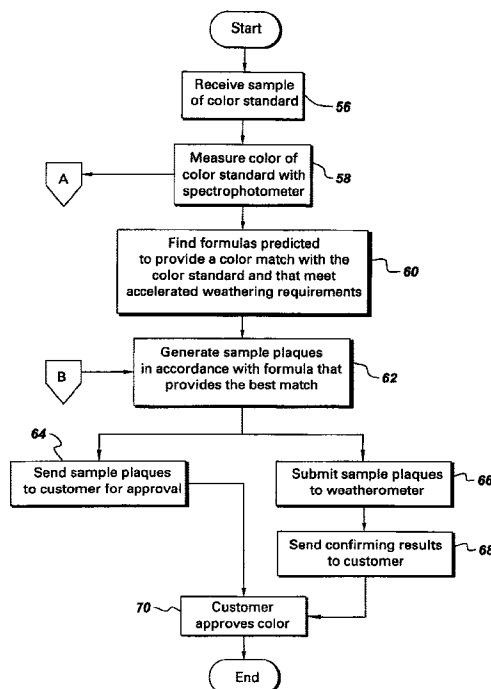 Start
Receive sample
of color standard
56
Measure color of
color standard with
spectrophotometer
58
A
Find formulas predicted
to provide a color match with the
color standard and that meet
accelerated weathering requirements
60
Generate sample plaques
in accordance with formula that
provides the best match
62
B
64
Send sample plaques
to customer for approval
Submit sample plaques
to weatherometer
66
Send confirming results
to customer
68
70
Customer
approves color
End